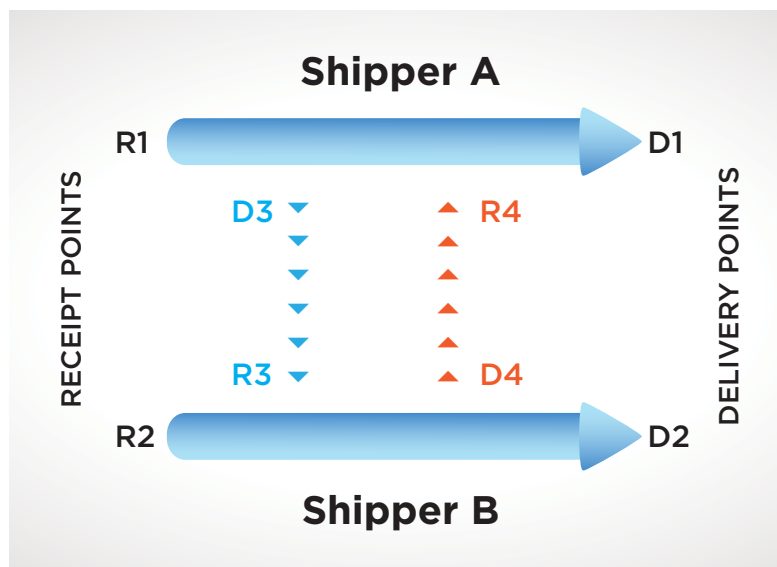 Shipper A
R1
D1
RECEIPT POINTS
D3
R4
DELIVERY POINTS
R3
D4
R2
D2
Shipper B